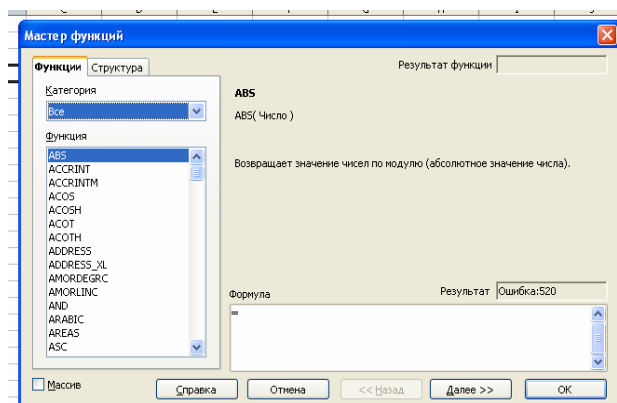 Мастер функций
Функции Структура
Результат функции
Категория
Все
Функция
ABS
ACCRINT
ACCRINTM
ACOS
ACOSH
ACOT
ACOTH
ADDRESS
ADDRESS_XL
AMORDEGRC
AMORLINC
AND
ARABIC
AREAS
ASC
ABS
ABS( Число )
Возвращает значение чисел по модулю (абсолютное значение числа).
Формула
Результат Ошибка:520
=
Массив
Справка
Отмена
<< Назад
Далее >>
ОК